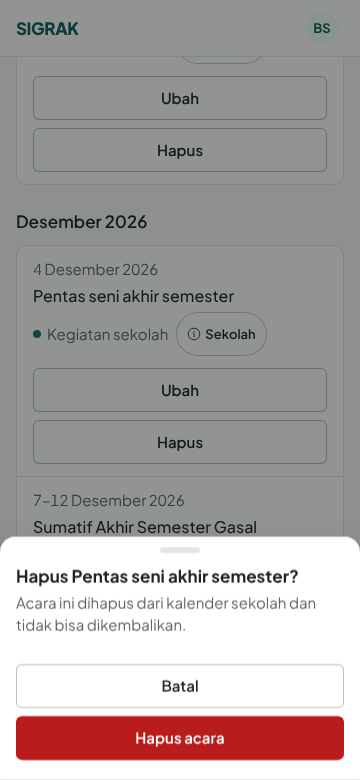 SIGRAK
BS
Ubah
Hapus
Desember 2026
4 Desember 2026
Pentas seni akhir semester
Kegiatan sekolah
Sekolah
Ubah
Hapus
7–12 Desember 2026
Sumatif Akhir Semester Gasal
Hapus Pentas seni akhir semester?
Acara ini dihapus dari kalender sekolah dan
tidak bisa dikembalikan.
Batal
Hapus acara